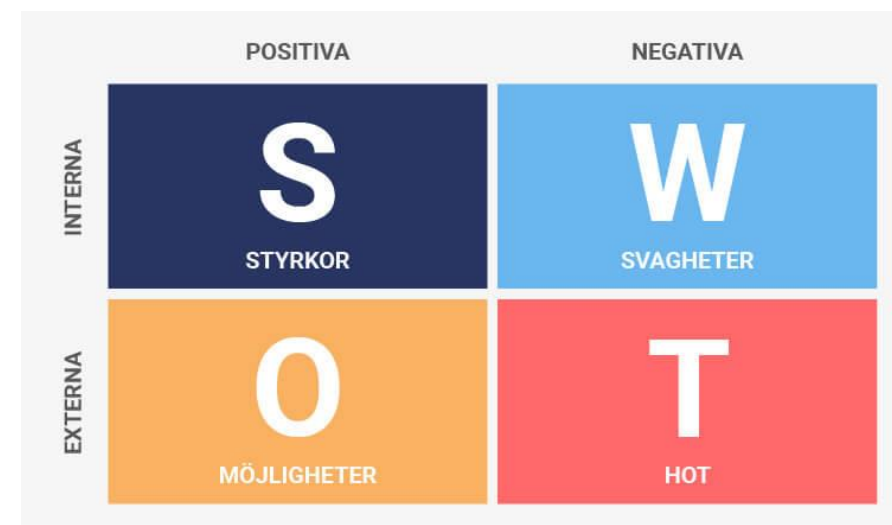 POSITIVA
NEGATIVA
INTERNA
S
STYRKOR
W
SVAGHETER
EXTERNA
O
MÖJLIGHETER
T
HOT